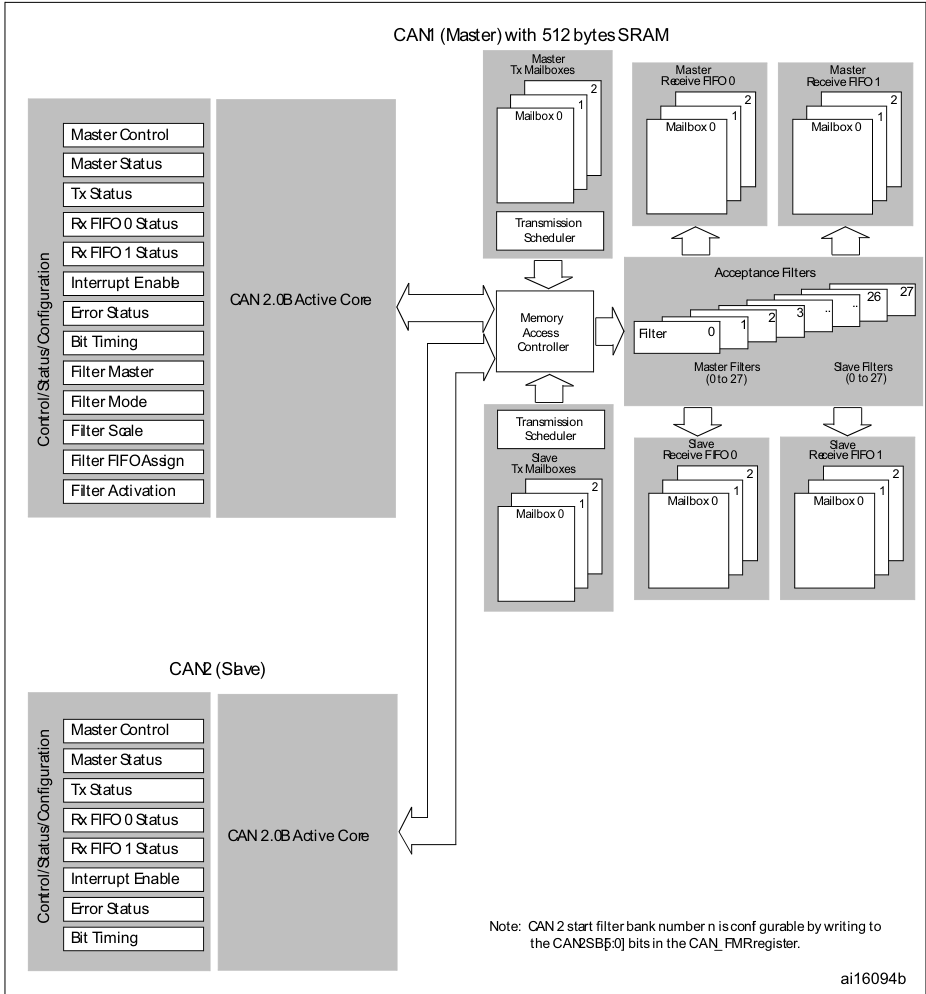 CAN1 (Master) with 512 bytes SRAM
Control/Status/Configuration
Master Control
Master Status
Tx Status
Rx FIFO 0 Status
Rx FIFO 1 Status
Interrupt Enable
Error Status
Bit Timing
Filter Master
Filter Mode
Filter Scale
Filter FIFO Assign
Filter Activation
CAN 2.0B Active Core
Master
Tx Mailboxes
2
1
Mailbox 0
Transmission
Scheduler
Master
Receive FIFO 0
2
1
Mailbox 0
Master
Receive FIFO 1
2
1
Mailbox 0
Memory
Access
Controller
Acceptance Filters
Filter 0 1 2 3 .. .. 26 27
Master Filters
(0 to 27)
Slave Filters
(0 to 27)
Transmission
Scheduler
Slave
Tx Mailboxes
2
1
Mailbox 0
Slave
Receive FIFO 0
2
1
Mailbox 0
Slave
Receive FIFO 1
2
1
Mailbox 0
CAN2 (Slave)
Control/Status/Configuration
Master Control
Master Status
Tx Status
Rx FIFO 0 Status
Rx FIFO 1 Status
Interrupt Enable
Error Status
Bit Timing
CAN 2.0B Active Core
Note: CAN 2 start filter bank number n is configurable by writing to
the CAN2SB[5:0] bits in the CAN_FMR register.
ai16094b